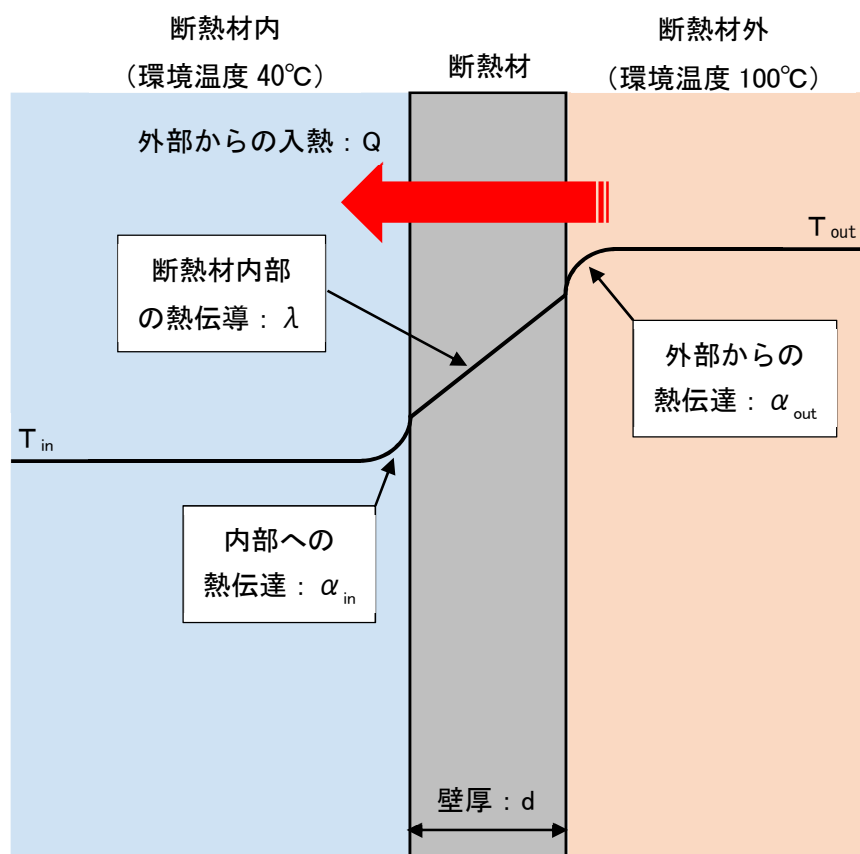 断熱材内
（環境温度 40℃）
断熱材
断熱材外
（環境温度 100℃）
外部からの入熱：Q
T out
断熱材内部
の熱伝導：λ
外部からの
熱伝達：α out
T in
内部への
熱伝達：α in
壁厚：d